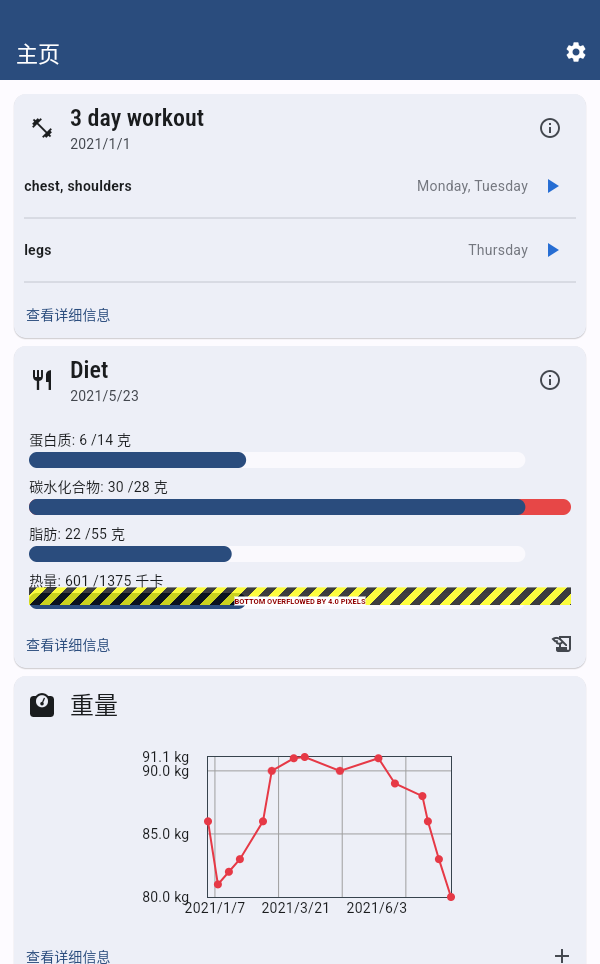 主页
3 day workout
2021/1/1
chest, shoulders Monday, Tuesday
legs Thursday
查看详细信息
Diet
2021/5/23
蛋白质: 6 /14 克
碳水化合物: 30 /28 克
脂肪: 22 /55 克
热量: 601 /1375 千卡
BOTTOM OVERFLOWED BY 4.0 PIXELS
查看详细信息
重量
91.1 kg
90.0 kg
85.0 kg
80.0 kg
2021/1/7 2021/3/21 2021/6/3
查看详细信息